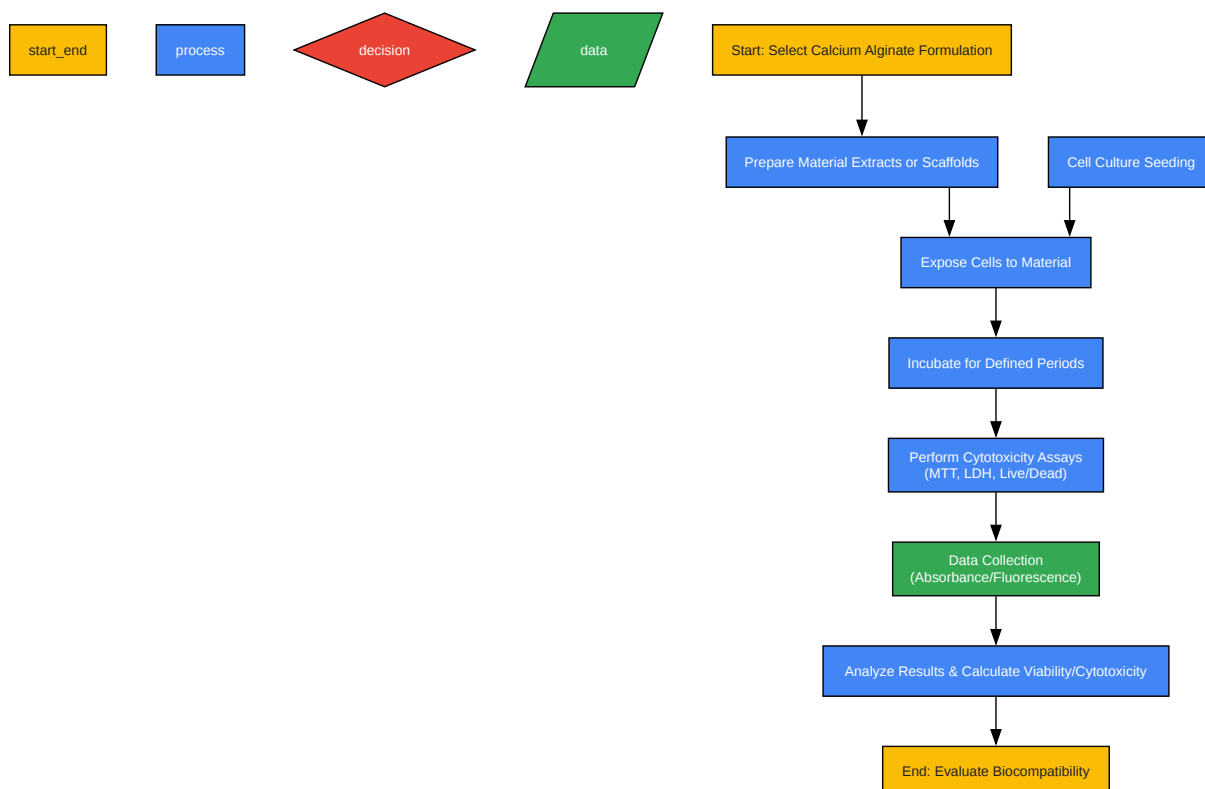 start_end
process
decision
data
Start: Select Calcium Alginate Formulation
Prepare Material Extracts or Scaffolds
Cell Culture Seeding
Expose Cells to Material
Incubate for Defined Periods
Perform Cytotoxicity Assays
(MTT, LDH, Live/Dead)
Data Collection
(Absorbance/Fluorescence)
Analyze Results & Calculate Viability/Cytotoxicity
End: Evaluate Biocompatibility